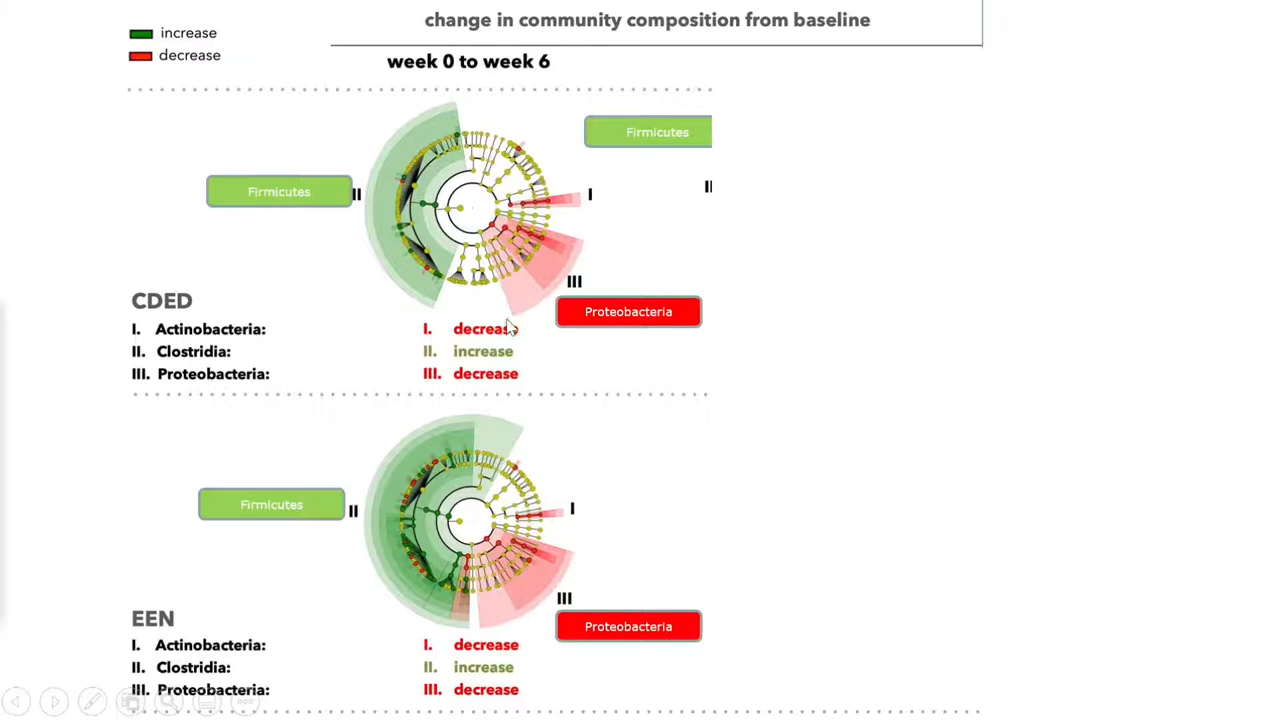 change in community composition from baseline
increase
decrease
week 0 to week 6
Firmicutes
Firmicutes
II
I
II
III
Proteobacteria
CDED
I. Actinobacteria: I. decrease
II. Clostridia: II. increase
III. Proteobacteria: III. decrease
Firmicutes
II
I
III
Proteobacteria
EEN
I. Actinobacteria: I. decrease
II. Clostridia: II. increase
III. Proteobacteria: III. decrease